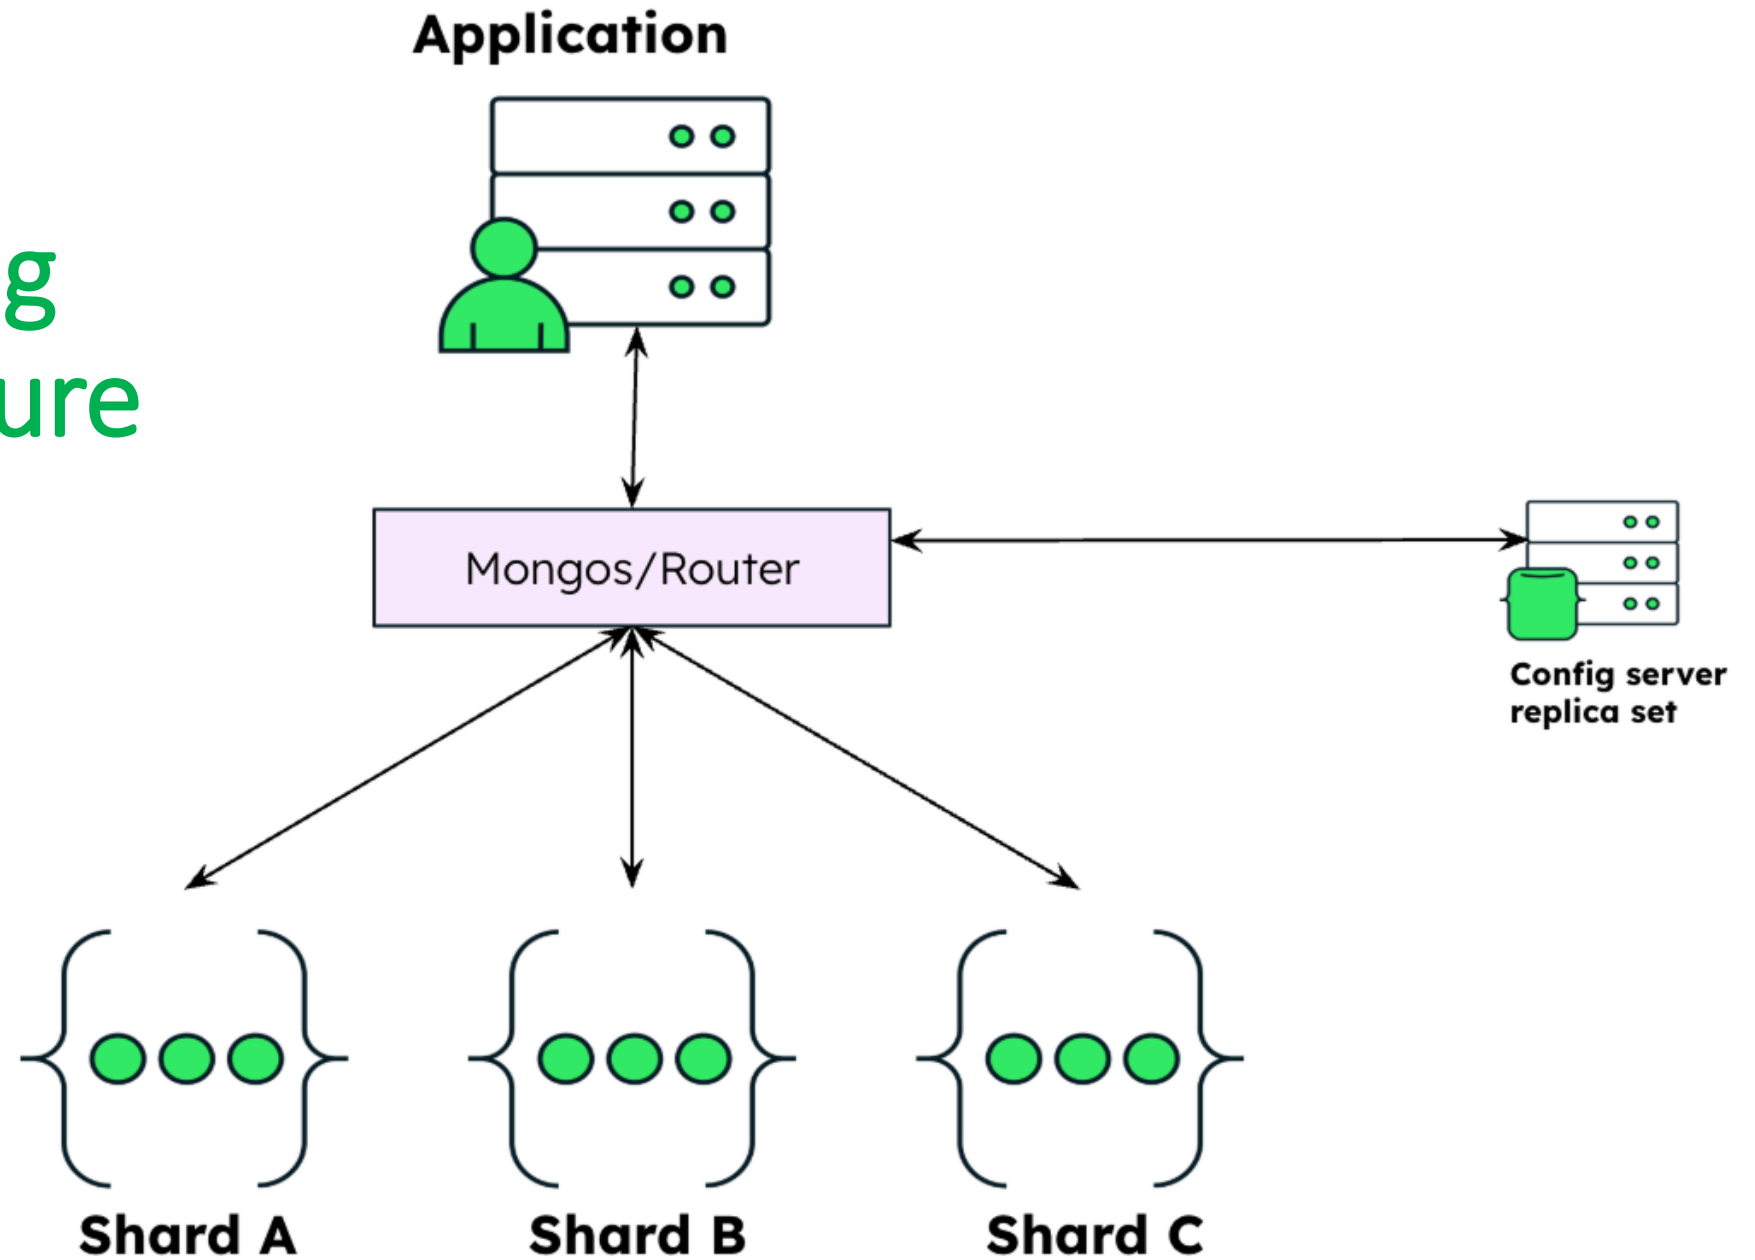 Application
g
ure
Mongos/Router
Config server
replica set
Shard A
Shard B
Shard C